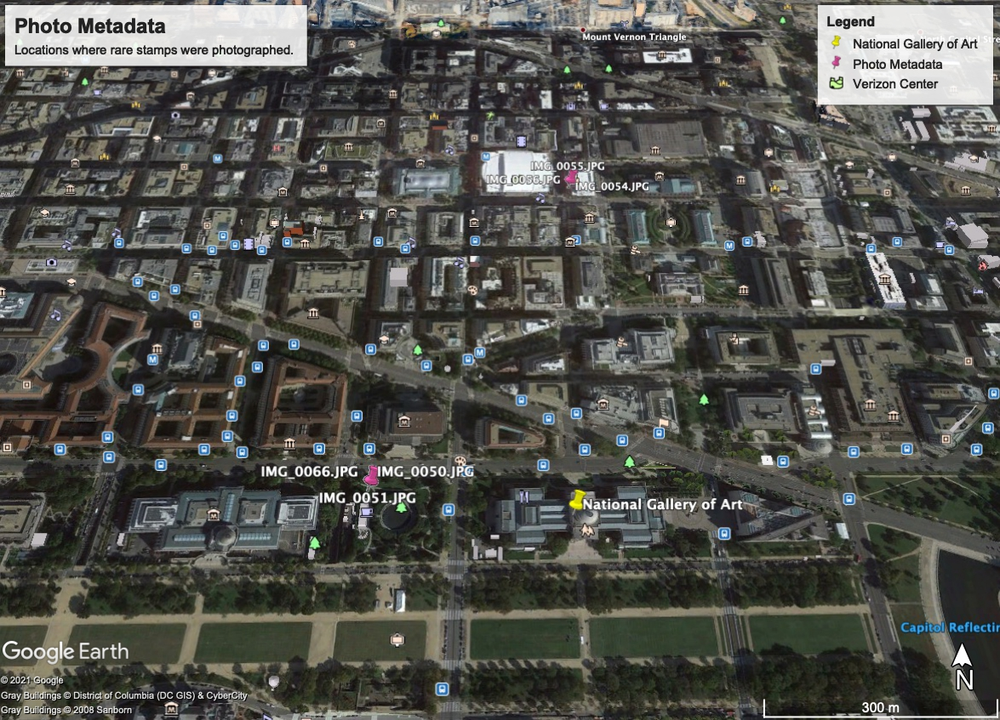 Photo Metadata
Locations where rare stamps were photographed.
Legend
National Gallery of Art
Photo Metadata
Verizon Center
Mount Vernon Triangle
IMG_0055.JPG
IMG_0056.JPG
IMG_0054.JPG
IMG_0066.JPG
IMG_0050.JPG
IMG_0051.JPG
National Gallery of Art
Capitol Reflectin
Google Earth
N
© 2021 Google
Gray Buildings © District of Columbia (DC GIS) & CyberCity
Gray Buildings © 2008 Sanborn
300 m